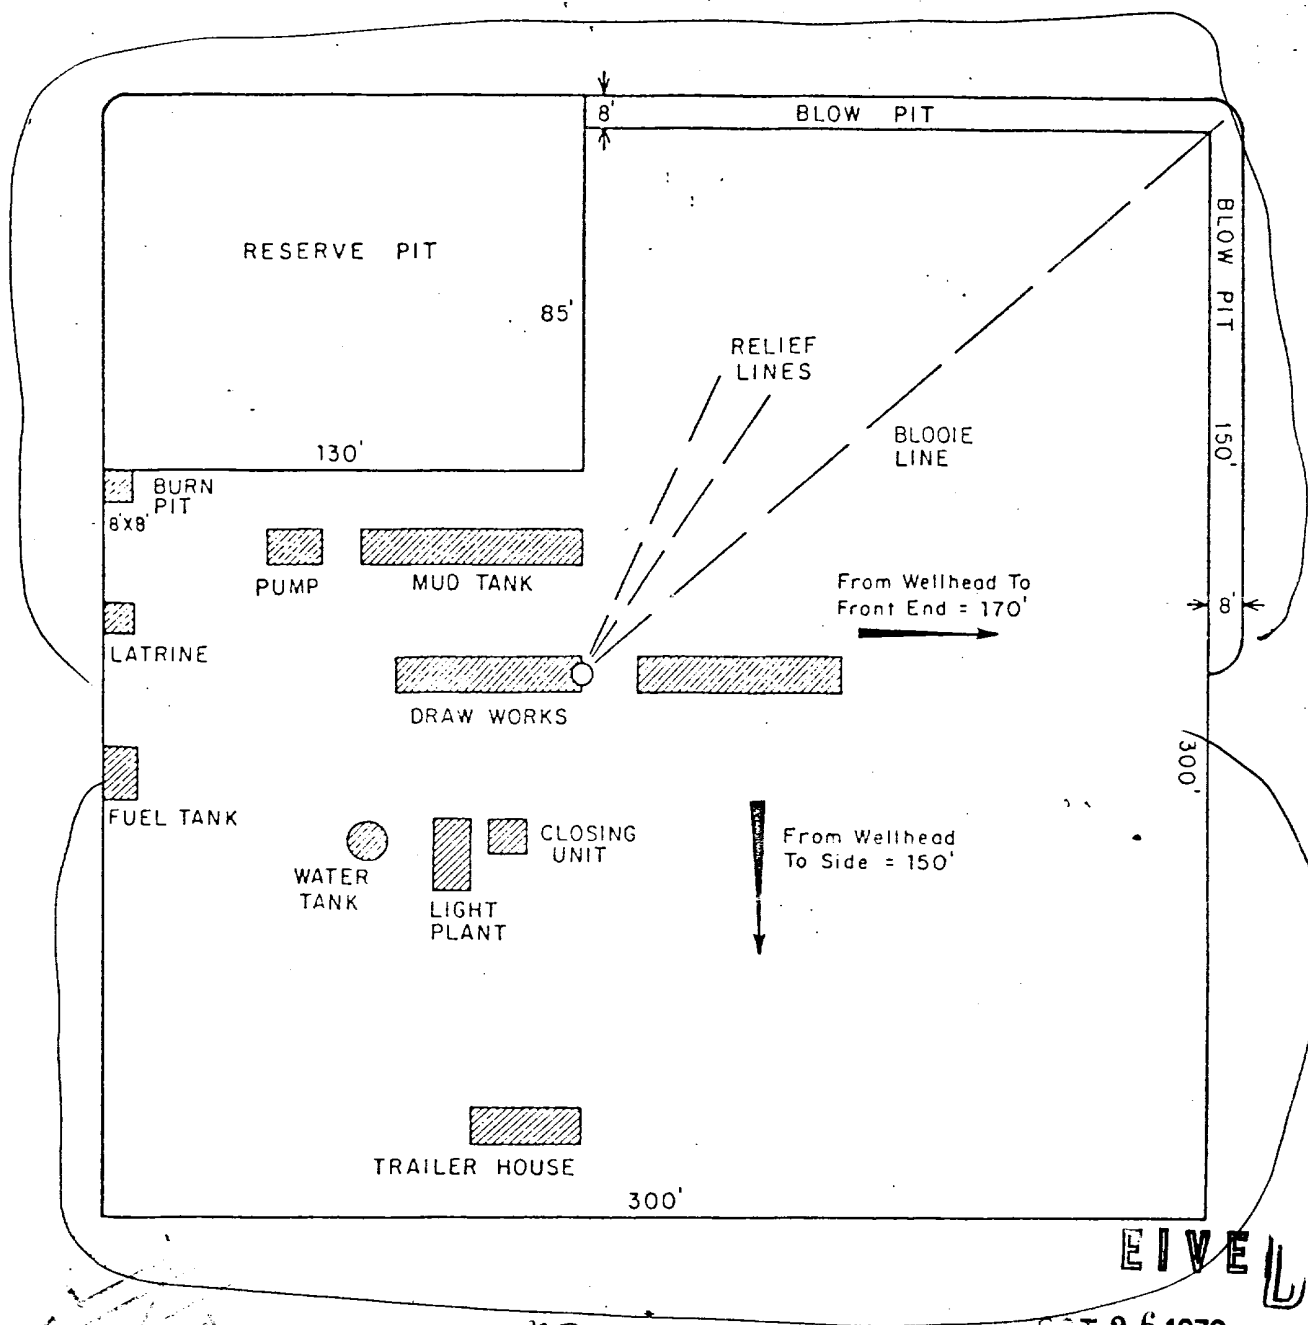 8'
BLOW PIT
BLOW PIT
150'
8'
RESERVE PIT
85'
130'
RELIEF
LINES
BLOOIE
LINE
BURN
PIT
8'X8'
PUMP
MUD TANK
From Wellhead To
Front End = 170'
LATRINE
DRAW WORKS
300'
FUEL TANK
WATER
TANK
LIGHT
PLANT
CLOSING
UNIT
From Wellhead
To Side = 150'
TRAILER HOUSE
300'
EIVE